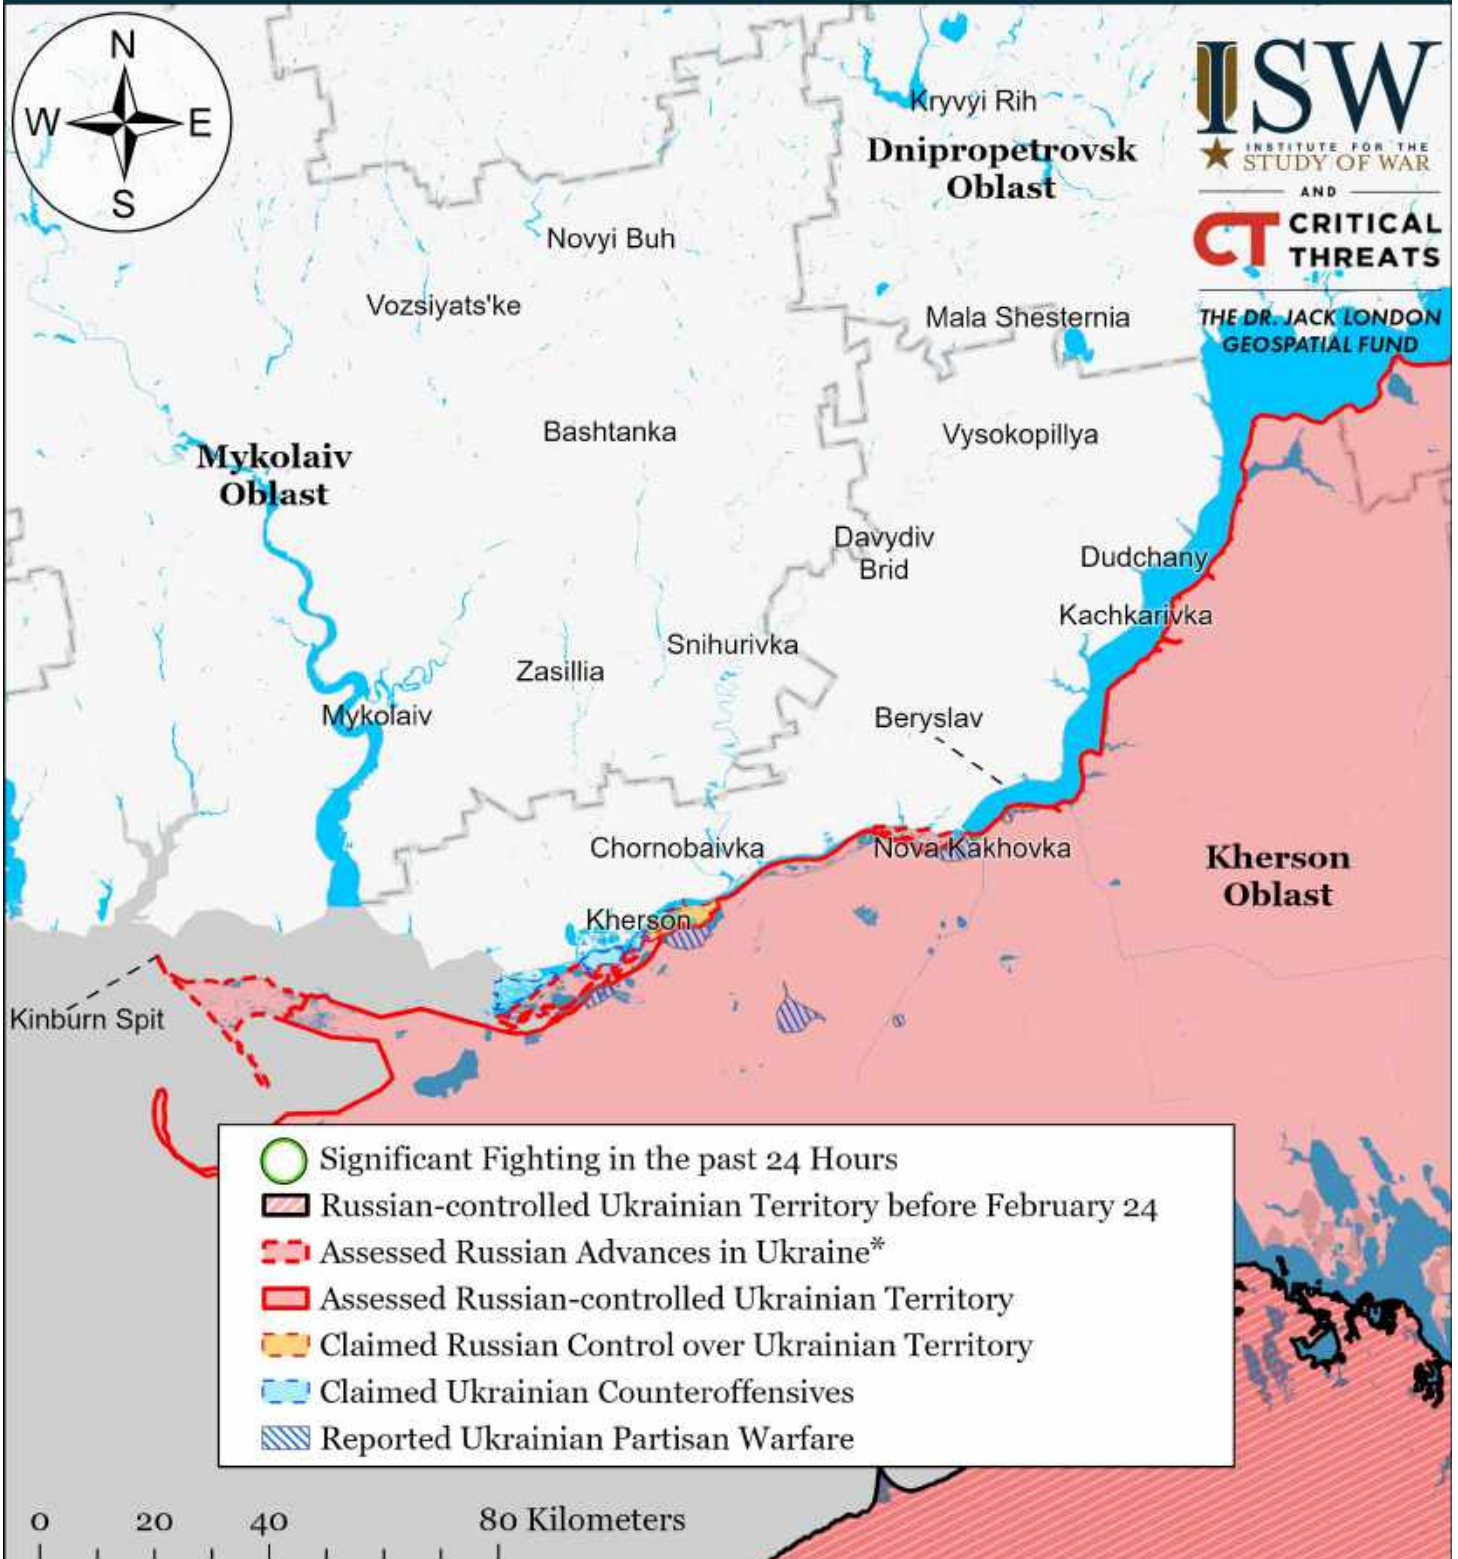 N
W E
S
Kryvyi Rih
Dnipropetrovsk
Oblast
ISW
INSTITUTE FOR THE
STUDY OF WAR
AND
CT CRITICAL
THREATS
THE DR. JACK LONDON
GEOSPATIAL FUND
Novyi Buh
Vozsiyats'ke
Mala Shesternia
Bashtanka
Vysokopillya
Mykolaiv
Oblast
Davydiv
Brid
Dudchany
Kachkarivka
Snihurivka
Zasillia
Mykolaiv
Beryslav
Chornobaivka
Nova Kakhovka
Kherson
Oblast
Kherson
Kinburn Spit
Significant Fighting in the past 24 Hours
Russian-controlled Ukrainian Territory before February 24
Assessed Russian Advances in Ukraine*
Assessed Russian-controlled Ukrainian Territory
Claimed Russian Control over Ukrainian Territory
Claimed Ukrainian Counteroffensives
Reported Ukrainian Partisan Warfare
0 20 40 80 Kilometers